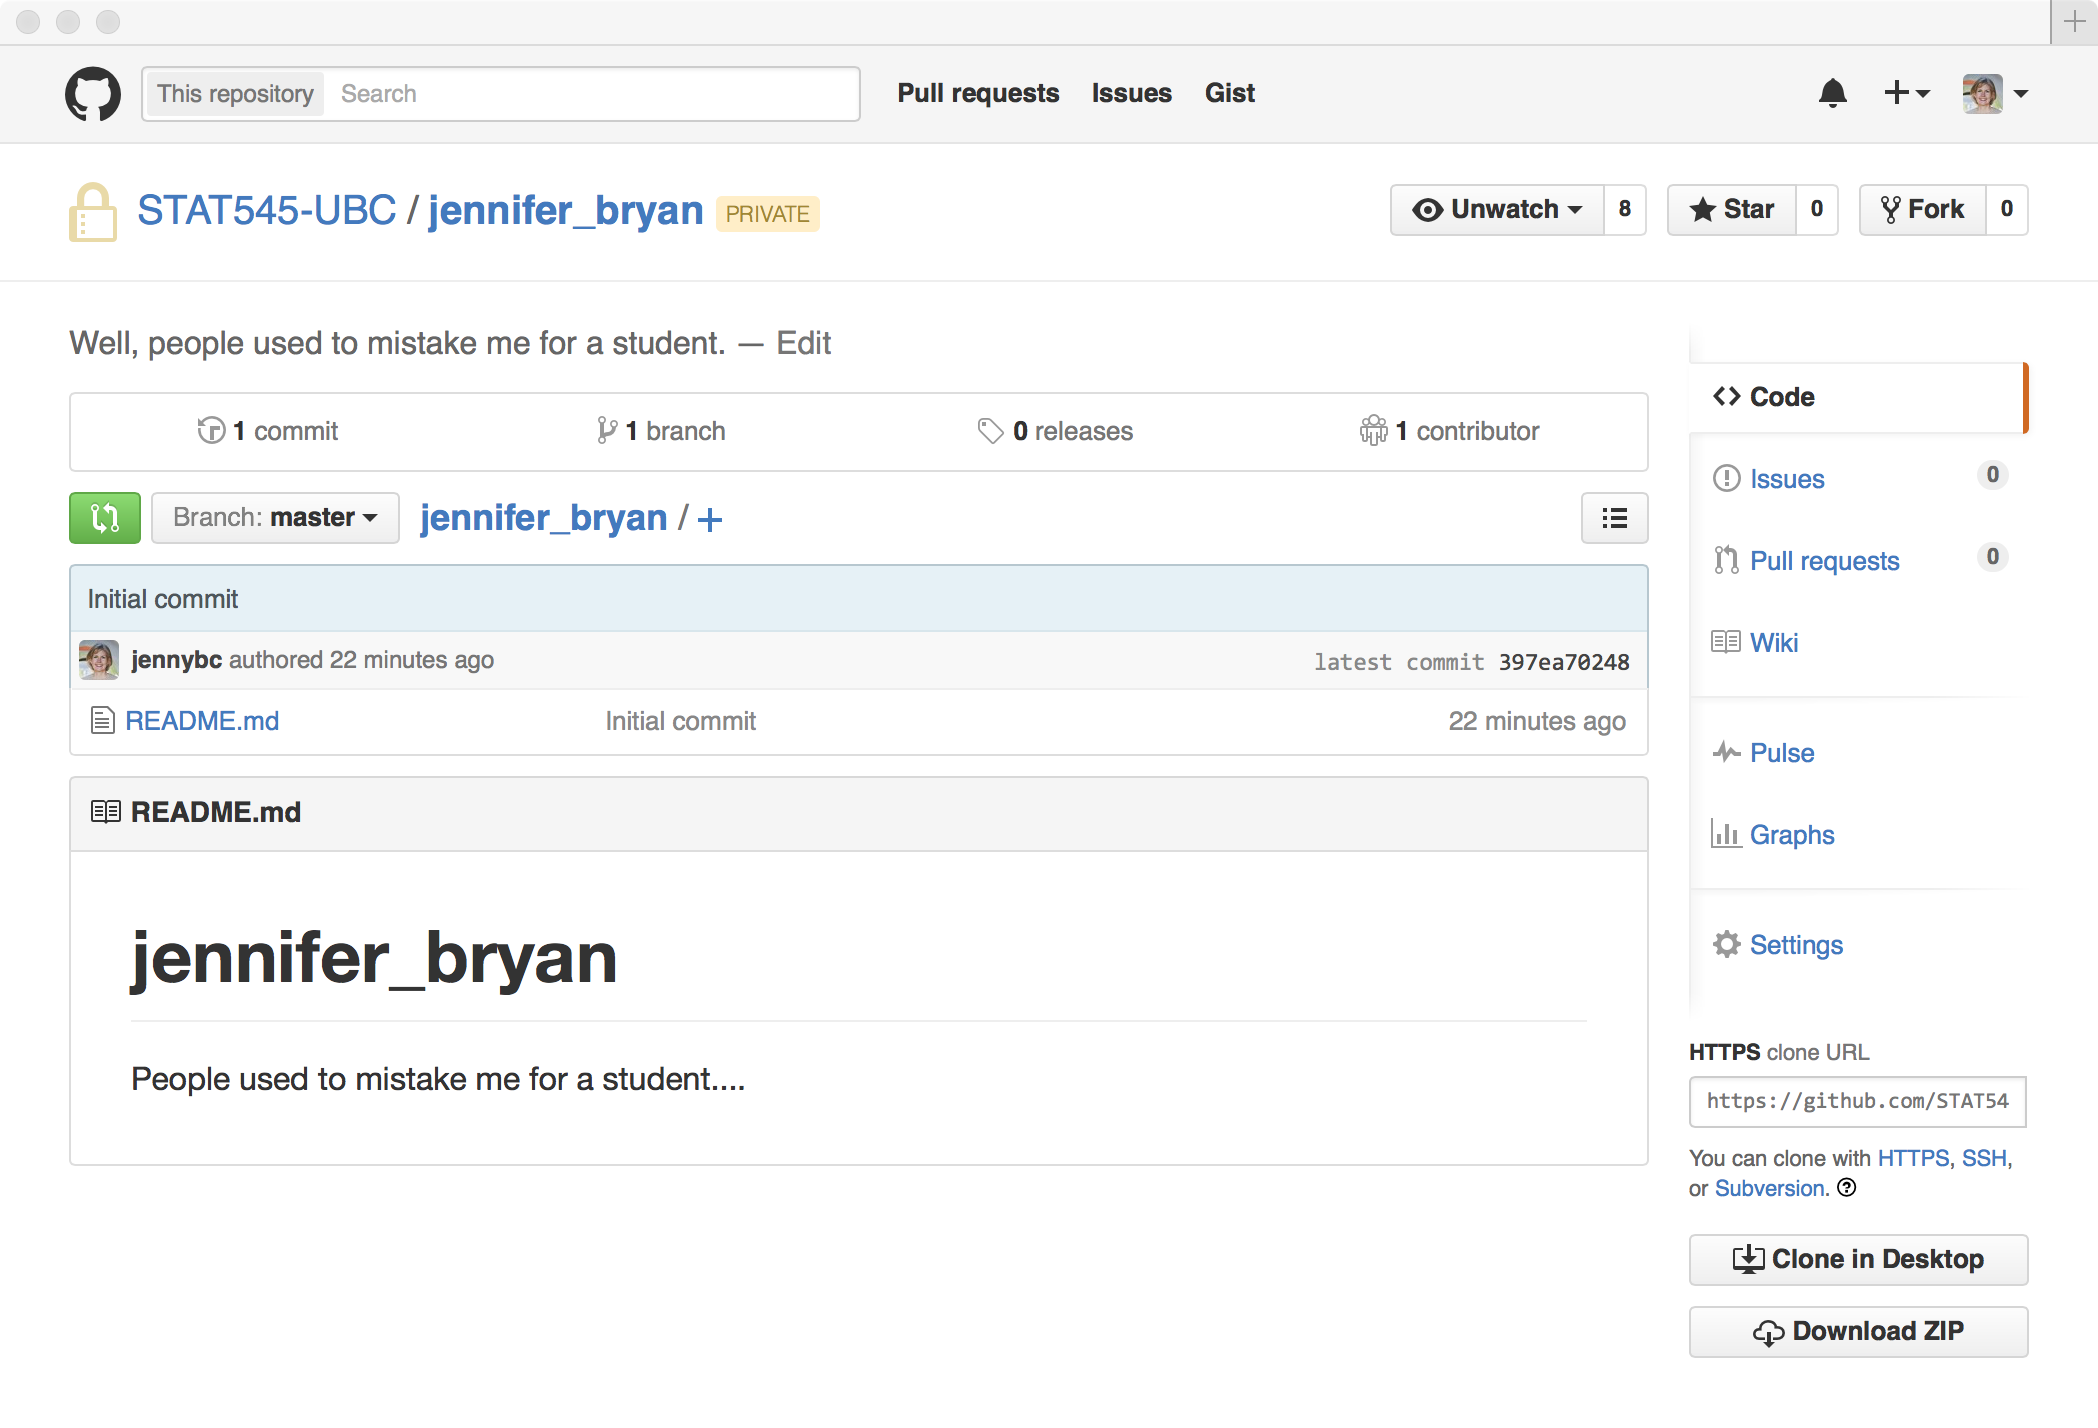 This repository Search Pull requests Issues Gist
STAT545-UBC / jennifer_bryan PRIVATE Unwatch 8 Star 0 Fork 0
Well, people used to mistake me for a student. — Edit
1 commit 1 branch 0 releases 1 contributor
Branch: master jennifer_bryan / +
Initial commit
jennybc authored 22 minutes ago latest commit 397ea70248
README.md Initial commit 22 minutes ago
README.md
jennifer_bryan
People used to mistake me for a student....
Code
Issues 0
Pull requests 0
Wiki
Pulse
Graphs
Settings
HTTPS clone URL
https://github.com/STAT54
You can clone with HTTPS, SSH,
or Subversion.
Clone in Desktop
Download ZIP